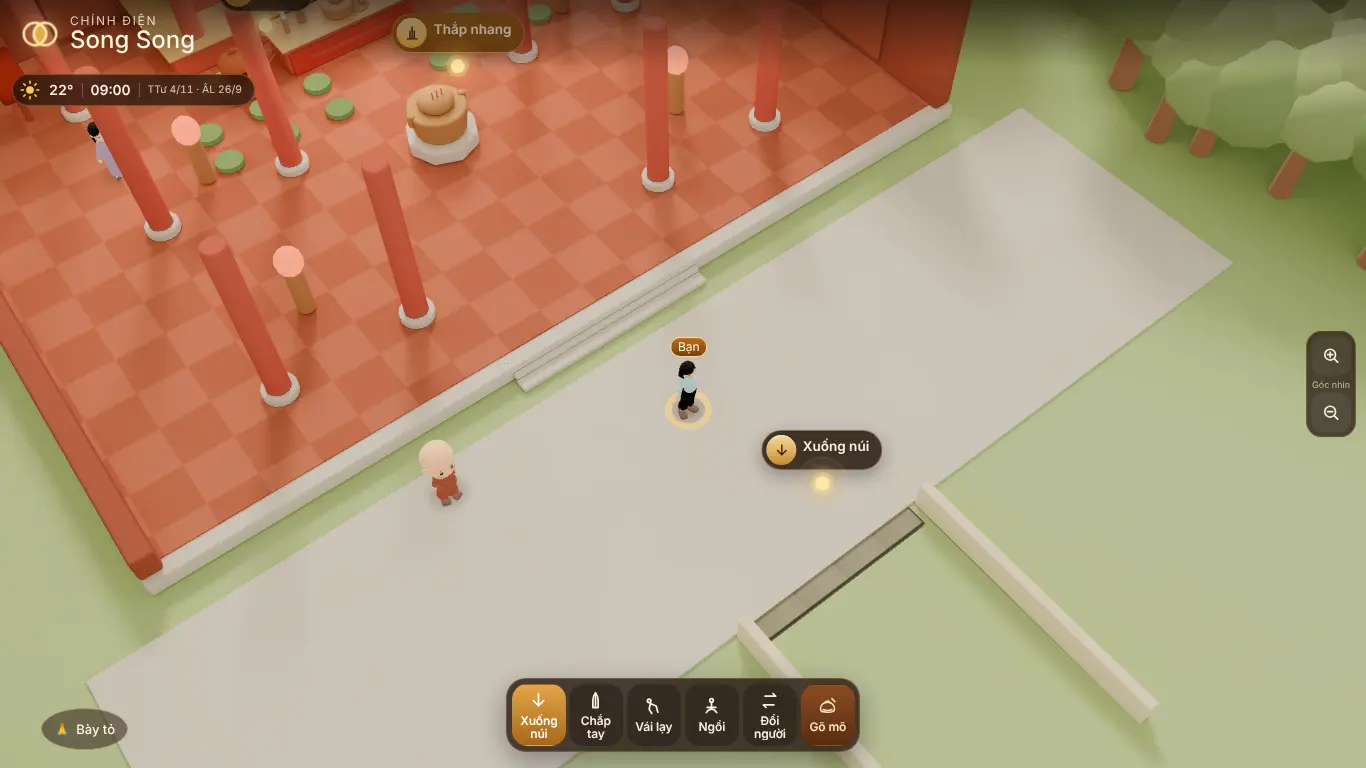 CHÍNH ĐIỆN
Song Song
22° 09:00 TTư 4/11 · ÂL 26/9
Thắp nhang
Bạn
Xuống núi
Góc nhìn
Bày tỏ
Xuống núi
Chắp tay
Vái lạy
Ngồi
Đổi người
Gõ mõ